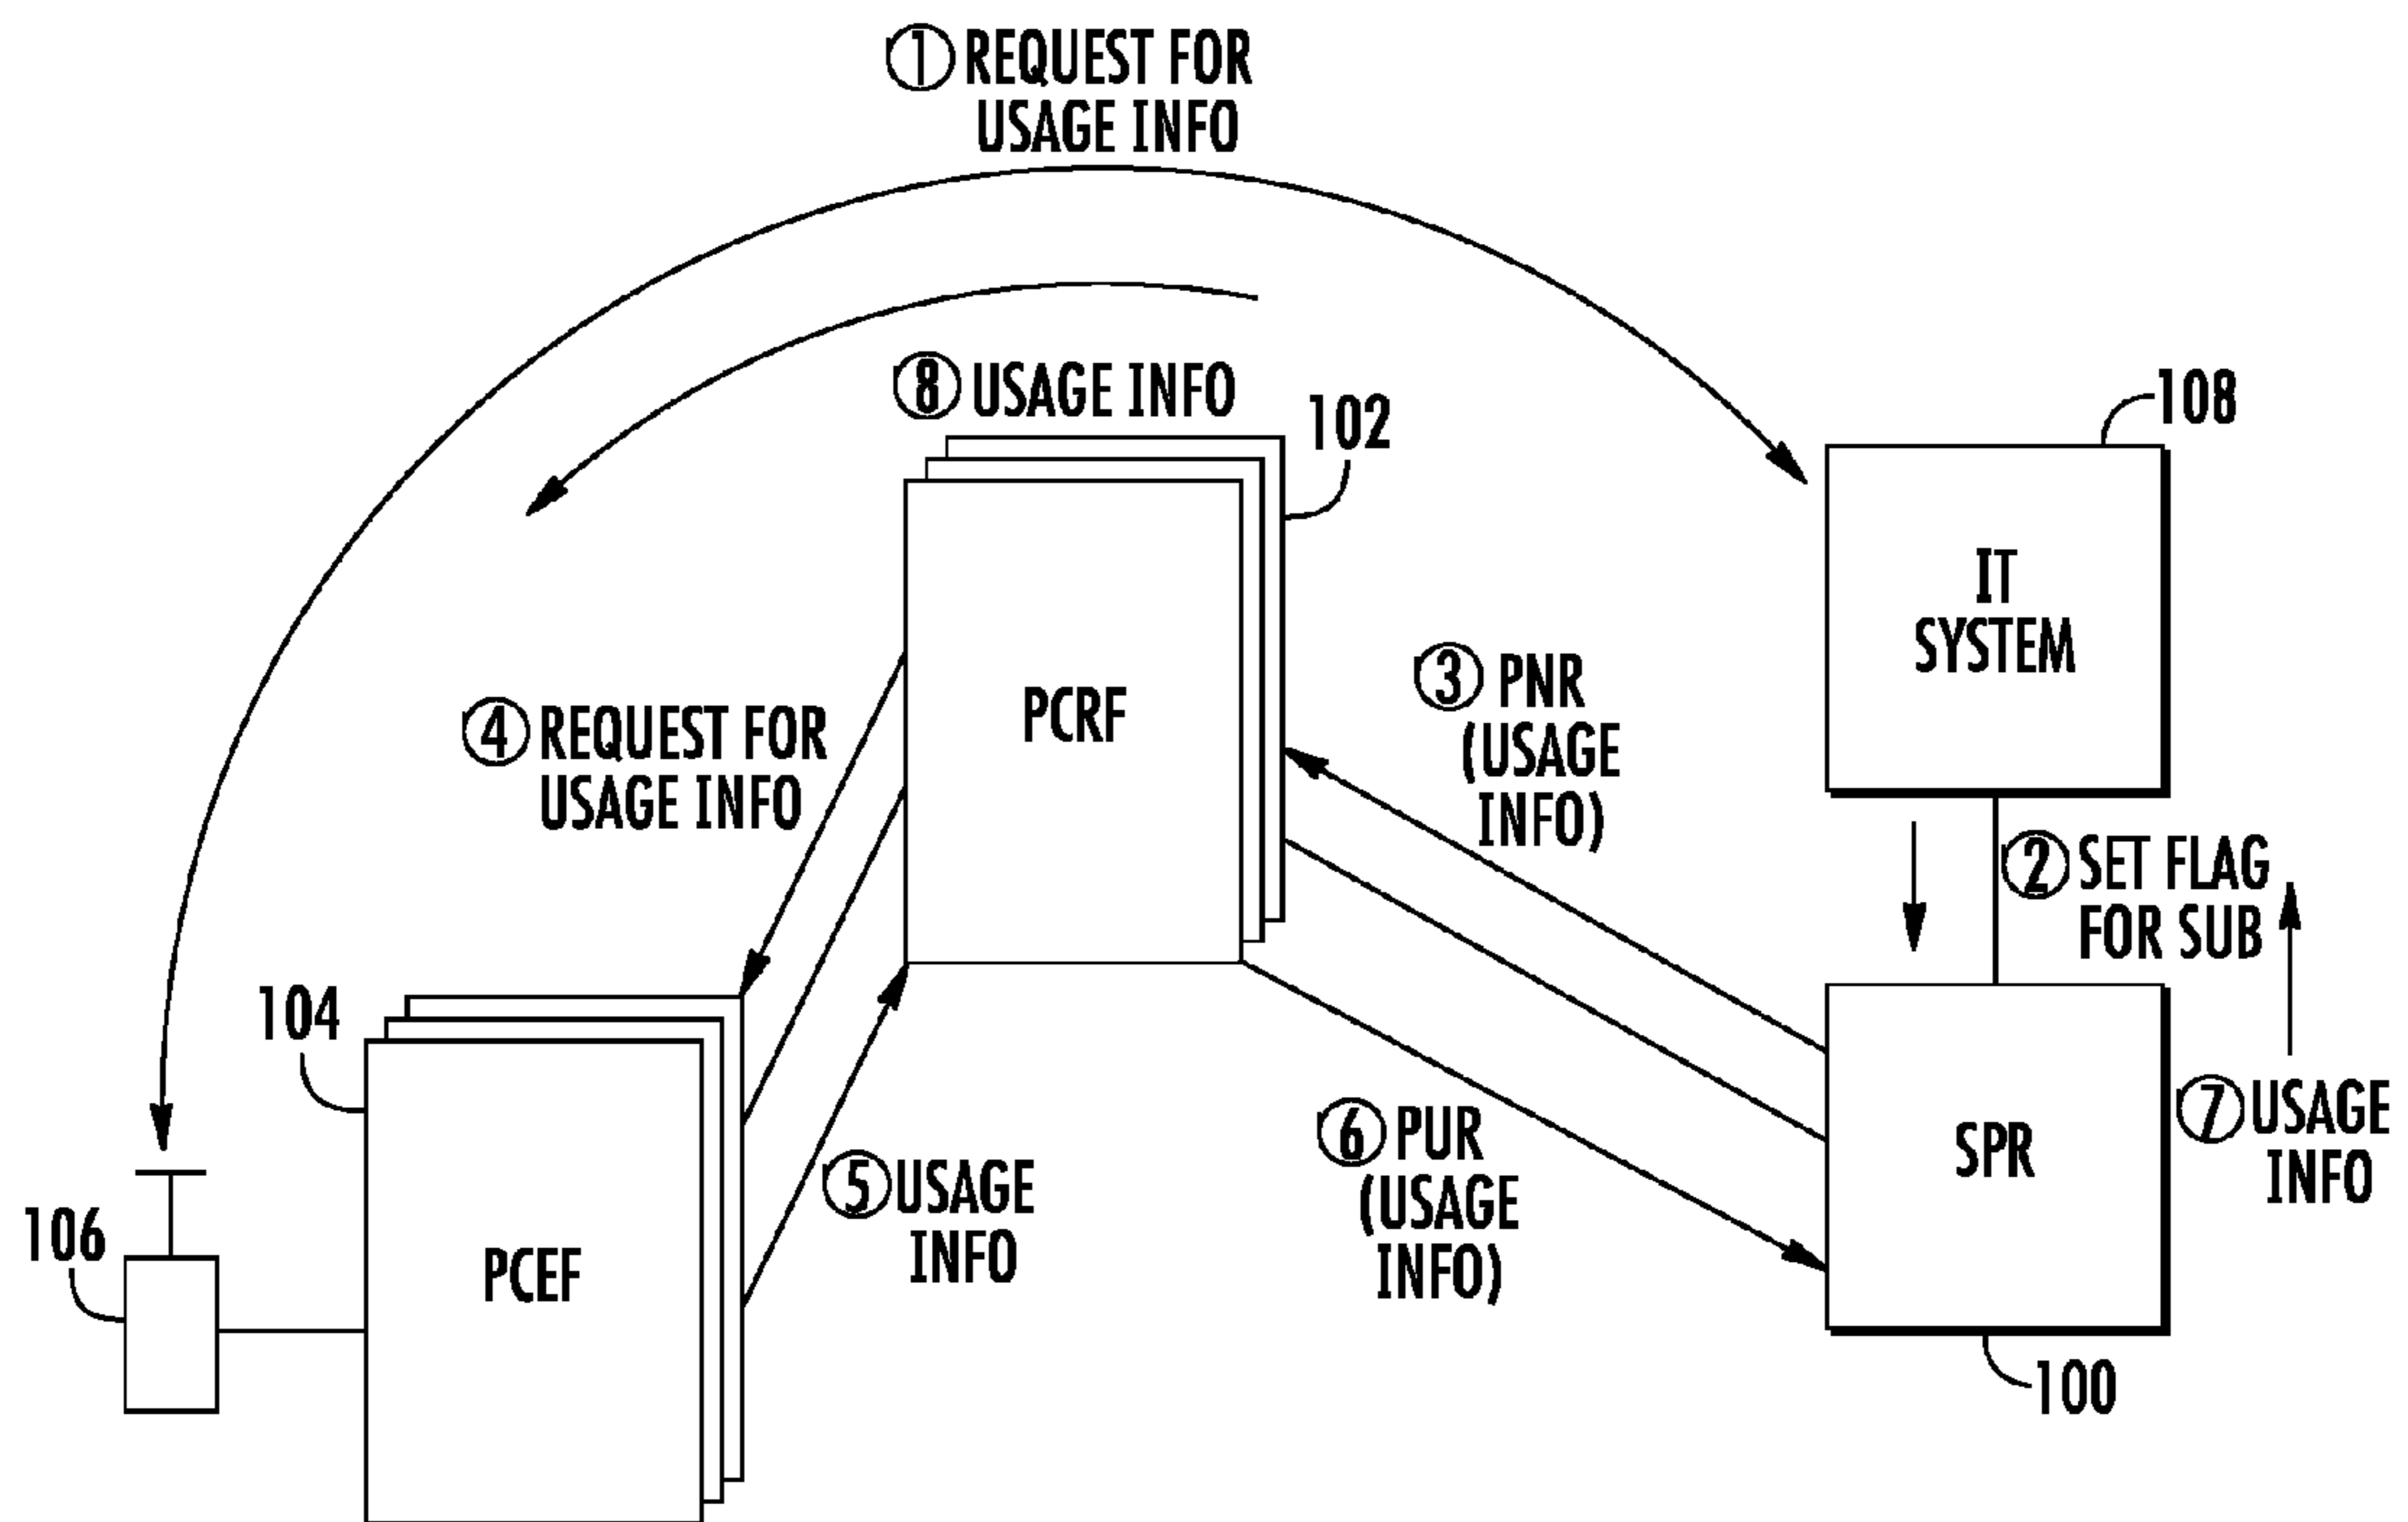 ① REQUEST FOR
USAGE INFO
⑧ USAGE INFO
102
108
IT
SYSTEM
③ PNR
(USAGE
INFO)
PCRF
④ REQUEST FOR
USAGE INFO
② SET FLAG
FOR SUB
104
⑦ USAGE
INFO
⑥ PUR
(USAGE
INFO)
SPR
⑤ USAGE
INFO
106
PCEF
100